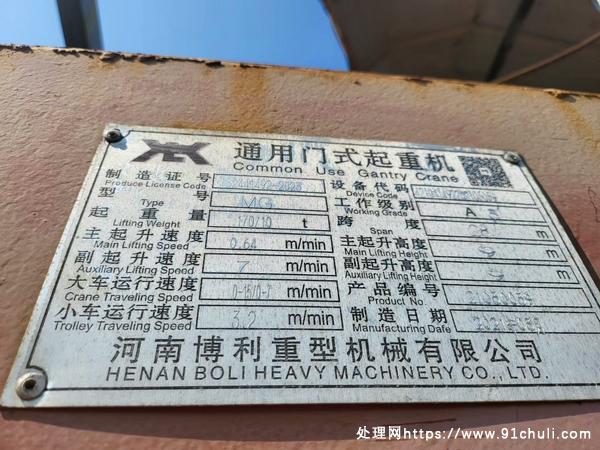 通用门式起重机
Common Use Gantry Crane
制造证号
Produce License Code
设备代码
Device Code
型号 MG
Type
工作级别 A 5
Working Grade
起重量 170/10 t
Lifting Weight
跨度 28 m
Span
主起升速度 0.64 m/min
Main Lifting Speed
主起升高度 9 m
Main Lifting Height
副起升速度 7 m/min
Auxiliary Lifting Speed
副起升高度 9 m
Auxiliary Lifting Height
大车运行速度 m/min
Crane Traveling Speed
产品编号
Product No.
小车运行速度 3.2 m/min
Trolley Traveling Speed
制造日期
Manufacturing Dafe
河南博利重型机械有限公司
HENAN BOLI HEAVY MACHINERY CO., LTD.
处理网https://www.91chuli.com